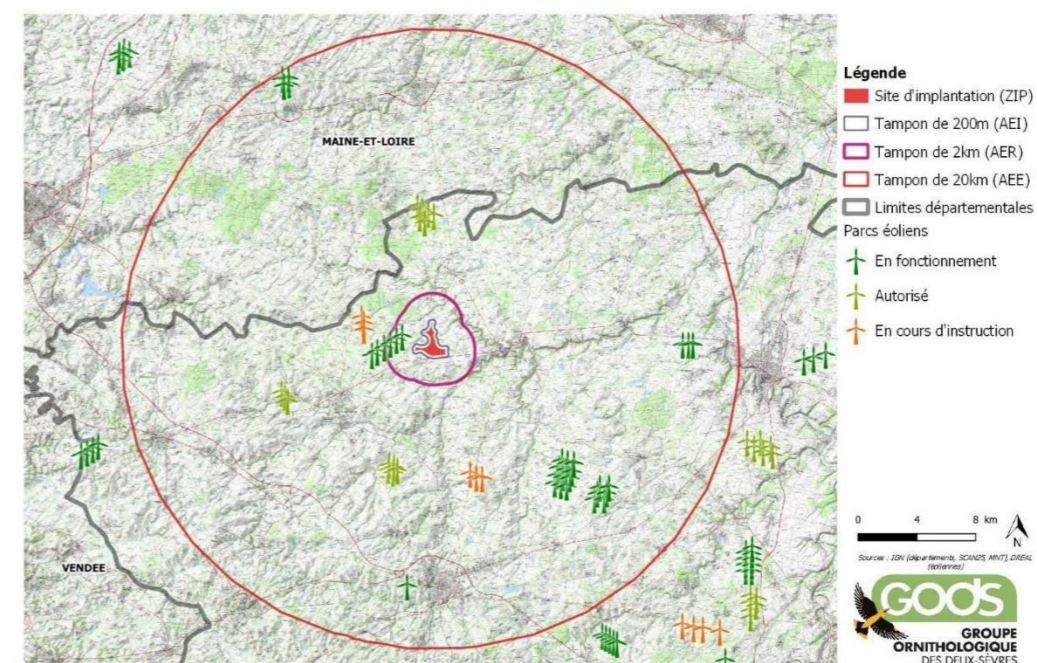 MAINE-ET-LOIRE
VENDEE
Légende
Site d'implantation (ZIP)
Tampon de 200m (AEI)
Tampon de 2km (AER)
Tampon de 20km (AEE)
Limites départementales
Parcs éoliens
En fonctionnement
Autorisé
En cours d'instruction
0 4 8 km
N
Sources : IGN (départements, SCAN25, MNT), DREAL
(éoliennes)
GODS
GROUPE
ORNITHOLOGIQUE
DES DEUX-SÈVRES